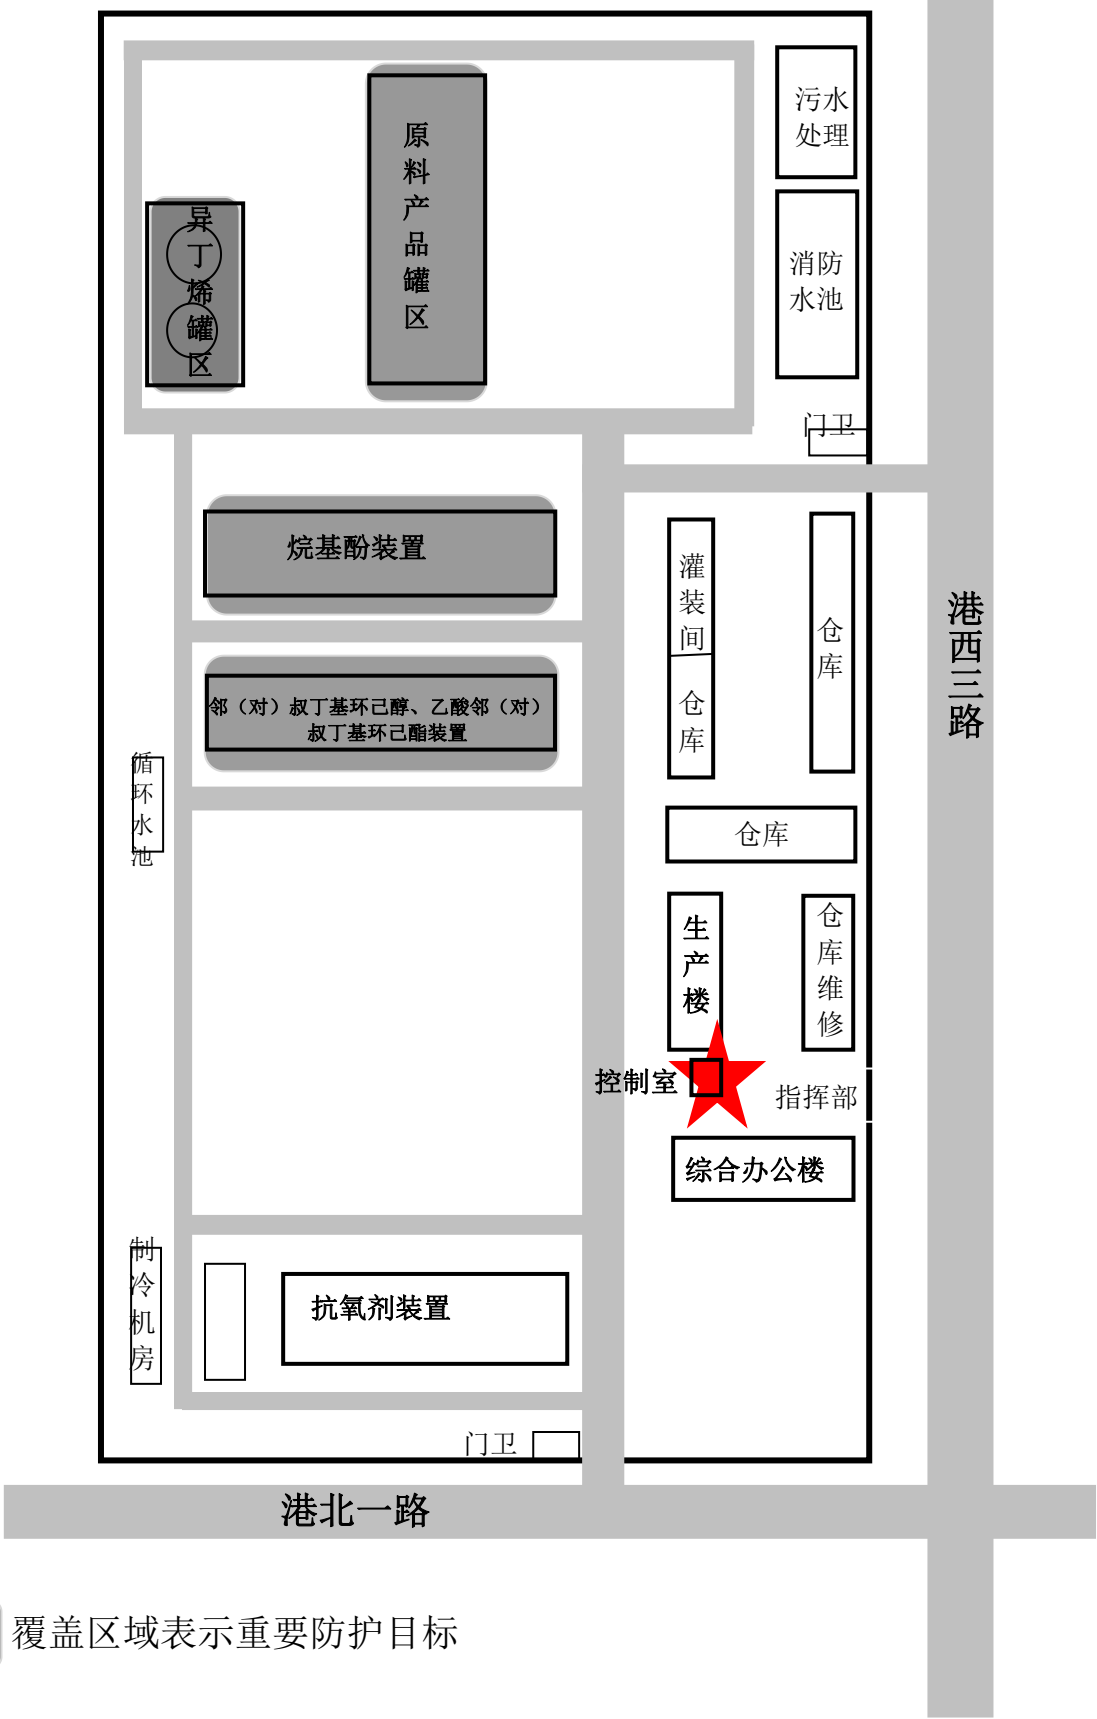 污水
处理
原料产品罐区
异丁烯罐区
消防
水池
门卫
烷基酚装置
灌装间
仓库
仓库
港西三路
邻（对）叔丁基环己醇、乙酸邻（对）
叔丁基环己酯装置
循环水池
仓库
生产楼
仓库维修
控制室
指挥部
综合办公楼
制冷机房
抗氧剂装置
门卫
港北一路
覆盖区域表示重要防护目标